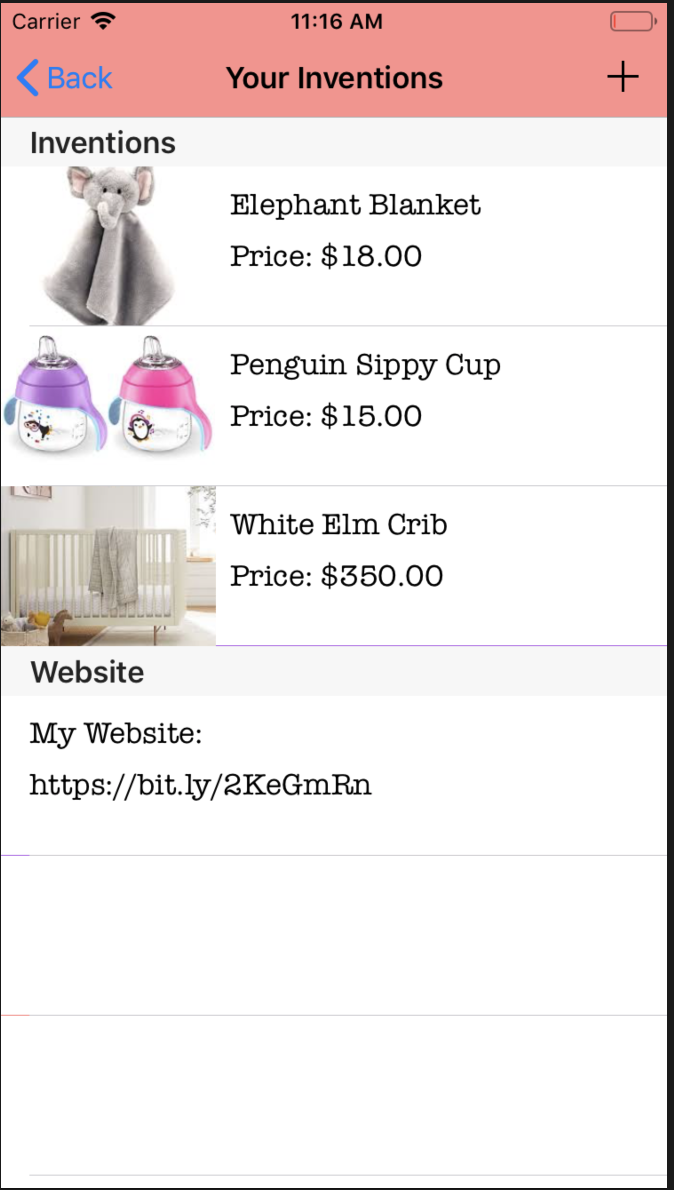 Carrier
11:16 AM
Back
Your Inventions
Inventions
Elephant Blanket
Price: $18.00
Penguin Sippy Cup
Price: $15.00
White Elm Crib
Price: $350.00
Website
My Website:
https://bit.ly/2KeGmRn